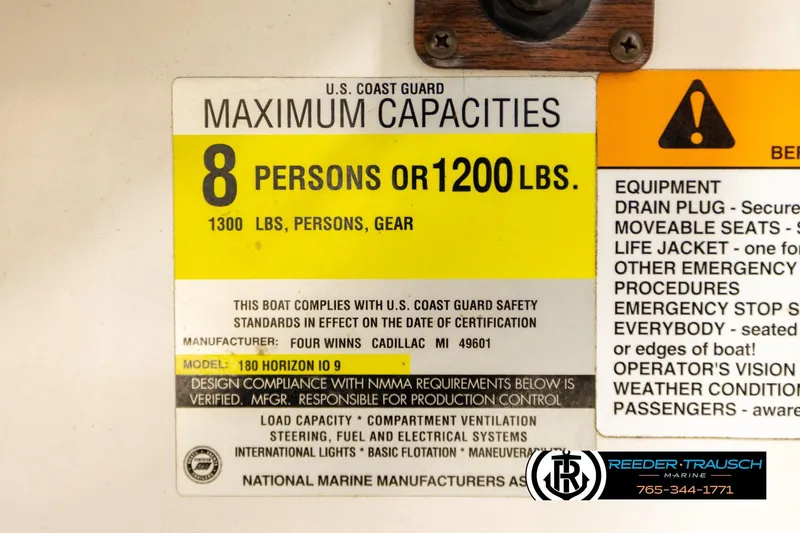 U.S. COAST GUARD
MAXIMUM CAPACITIES
8 PERSONS OR 1200 LBS.
1300 LBS, PERSONS, GEAR
THIS BOAT COMPLIES WITH U.S. COAST GUARD SAFETY
STANDARDS IN EFFECT ON THE DATE OF CERTIFICATION
MANUFACTURER: FOUR WINNS CADILLAC MI 49601
MODEL: 180 HORIZON IO 9
DESIGN COMPLIANCE WITH NMMA REQUIREMENTS BELOW IS
VERIFIED. MFGR. RESPONSIBLE FOR PRODUCTION CONTROL
LOAD CAPACITY * COMPARTMENT VENTILATION
STEERING, FUEL AND ELECTRICAL SYSTEMS
INTERNATIONAL LIGHTS * BASIC FLOTATION * MANEUVERABILITY
NATIONAL MARINE MANUFACTURERS AS
BEF
EQUIPMENT
DRAIN PLUG - Secure
MOVEABLE SEATS - S
LIFE JACKET - one fo
OTHER EMERGENCY
PROCEDURES
EMERGENCY STOP S
EVERYBODY - seated
or edges of boat!
OPERATOR'S VISION
WEATHER CONDITIO
PASSENGERS - aware
RT
REEDER·TRAUSCH
MARINE
765-344-1771